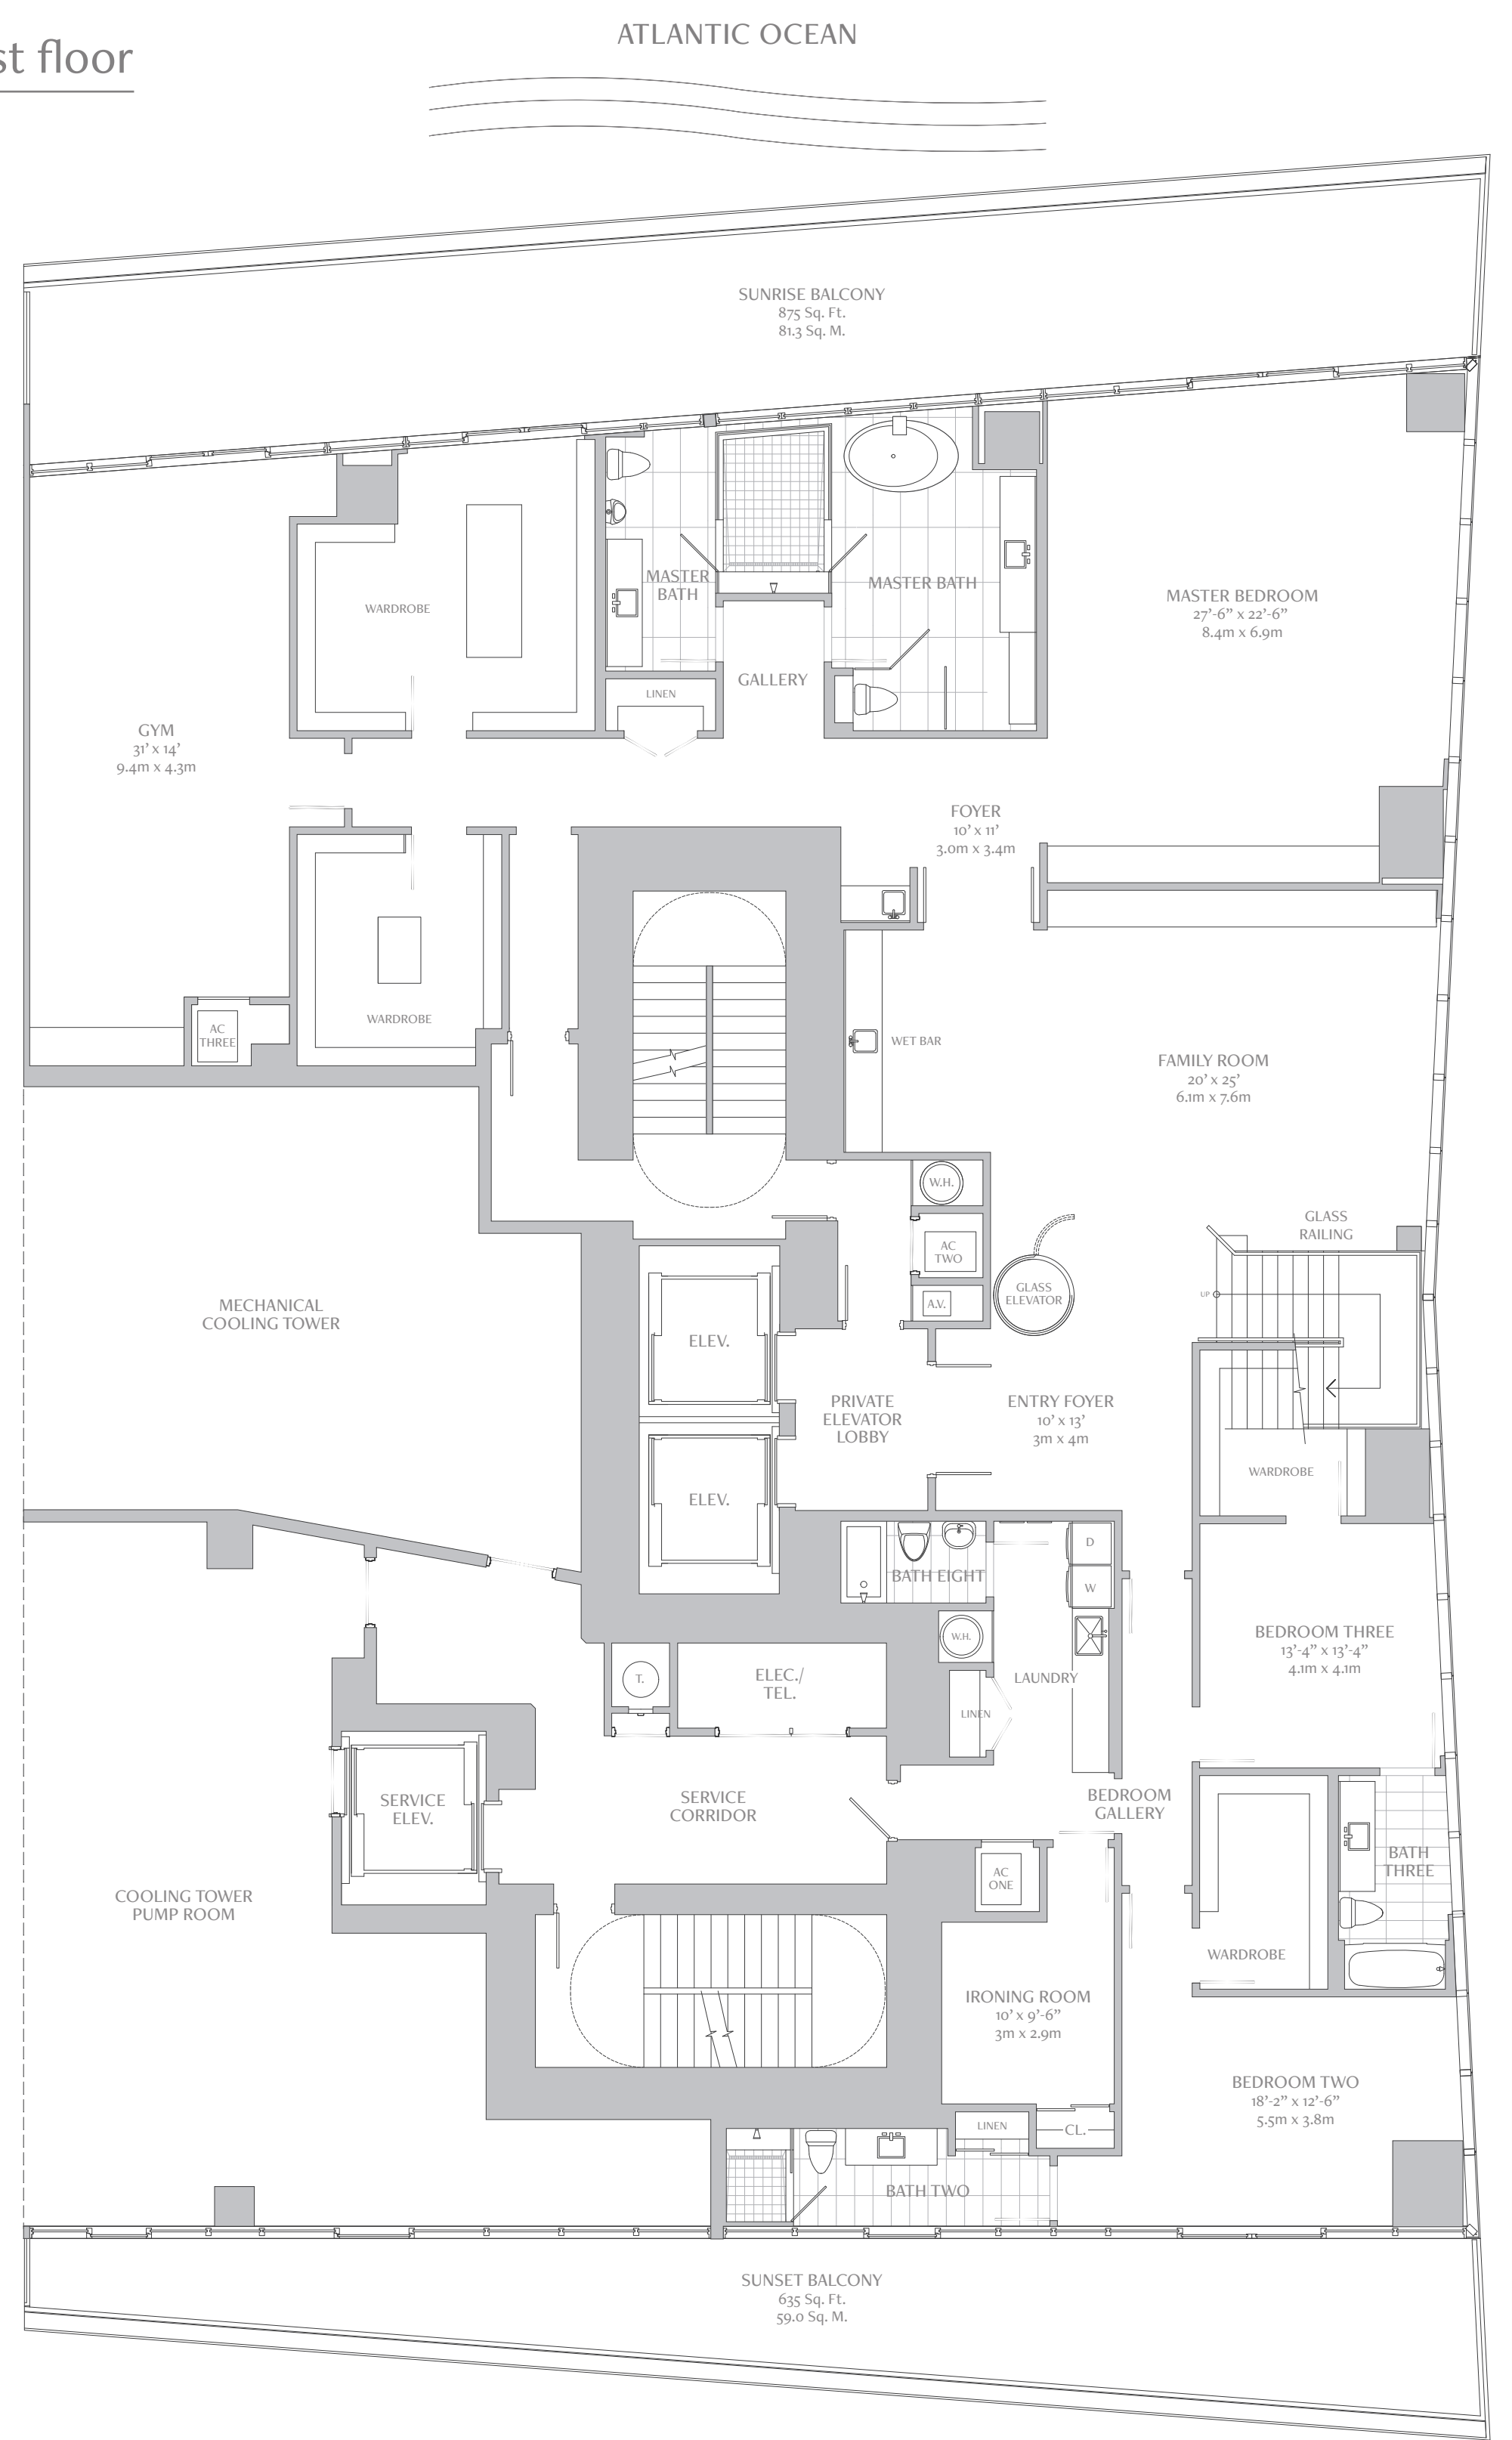 st floor
ATLANTIC OCEAN
SUNRISE BALCONY
875 Sq. Ft.
81.3 Sq. M.
MASTER
BATH
MASTER BATH
MASTER BEDROOM
27'-6" x 22'-6"
8.4m x 6.9m
WARDROBE
GALLERY
LINEN
GYM
31' x 14'
9.4m x 4.3m
FOYER
10' x 11'
3.0m x 3.4m
WARDROBE
AC
THREE
WET BAR
FAMILY ROOM
20' x 25'
6.1m x 7.6m
W.H.
AC
TWO
A.V.
GLASS
ELEVATOR
GLASS
RAILING
UP
MECHANICAL
COOLING TOWER
ELEV.
PRIVATE
ELEVATOR
LOBBY
ENTRY FOYER
10' x 13'
3m x 4m
WARDROBE
ELEV.
BATH EIGHT
D
W
W.H.
BEDROOM THREE
13'-4" x 13'-4"
4.1m x 4.1m
T.
ELEC./
TEL.
LAUNDRY
LINEN
SERVICE
ELEV.
SERVICE
CORRIDOR
BEDROOM
GALLERY
AC
ONE
BATH
THREE
COOLING TOWER
PUMP ROOM
WARDROBE
IRONING ROOM
10' x 9'-6"
3m x 2.9m
BEDROOM TWO
18'-2" x 12'-6"
5.5m x 3.8m
LINEN
CL.
BATH TWO
SUNSET BALCONY
635 Sq. Ft.
59.0 Sq. M.